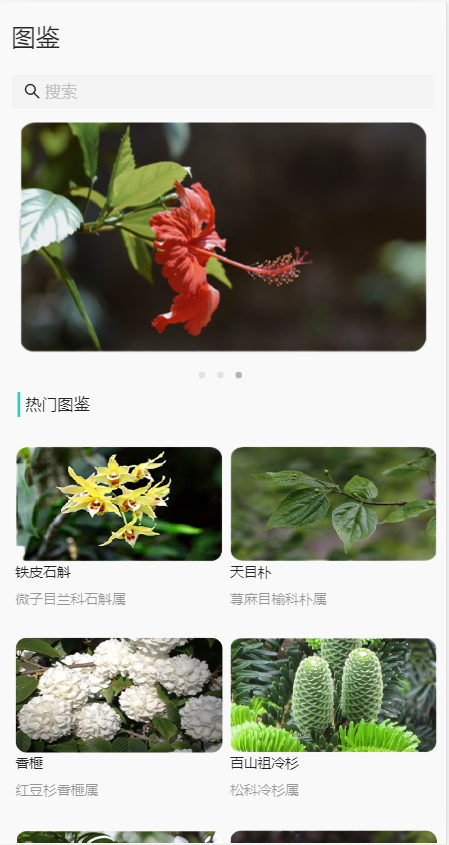 图鉴
搜索
热门图鉴
铁皮石斛
天目朴
微子目兰科石斛属
荨麻目榆科朴属
香榧
百山祖冷杉
红豆杉香榧属
松科冷杉属